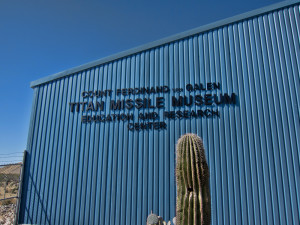 COUNT FERDINAND VON GALEN
TITAN MISSILE MUSEUM
EDUCATION AND RESEARCH
CENTER